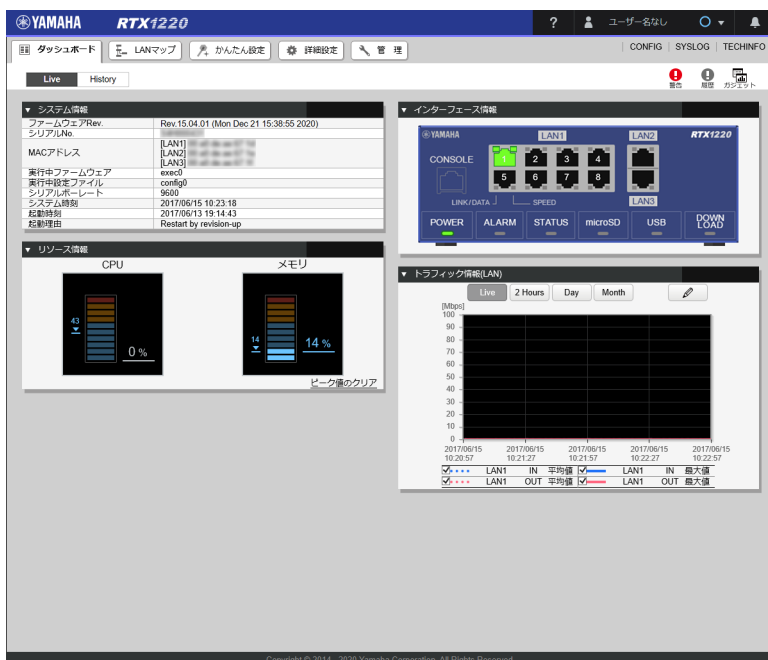 YAMAHA RTX1220 ? ユーザーなし
ダッシュボード LANマップ かんたん設定 詳細設定 管 理 CONFIG SYSLOG TECHINFO
Live History 警告 履歴 ガジェット
▼ システム情報
ファームウェアRev. Rev.15.04.01 (Mon Dec 21 15:38:55 2020)
シリアルNo.
MACアドレス [LAN1]
[LAN2]
[LAN3]
実行中ファームウェア exec0
実行中設定ファイル config0
シリアルボーレート 9600
システム時刻 2017/06/15 10:23:18
起動時刻 2017/06/13 19:14:43
起動理由 Restart by revision-up
▼ リソース情報
CPU メモリ
43 0 %
14 14 %
ピーク値のクリア
▼ インターフェース情報
YAMAHA LAN1 LAN2 RTX1220
CONSOLE 1 2 3 4
5 6 7 8
LINK/DATA SPEED LAN3
POWER ALARM STATUS microSD USB DOWN
LOAD
▼ トラフィック情報(LAN)
Live 2 Hours Day Month
[Mbps]
100
90
80
70
60
50
40
30
20
10
0
2017/06/15 2017/06/15 2017/06/15 2017/06/15 2017/06/15
10:20:57 10:21:27 10:21:57 10:22:27 10:22:57
LAN1 IN 平均値 LAN1 IN 最大値
LAN1 OUT 平均値 LAN1 OUT 最大値
Copyright © 2014 - 2020 Yamaha Corporation. All Rights Reserved.